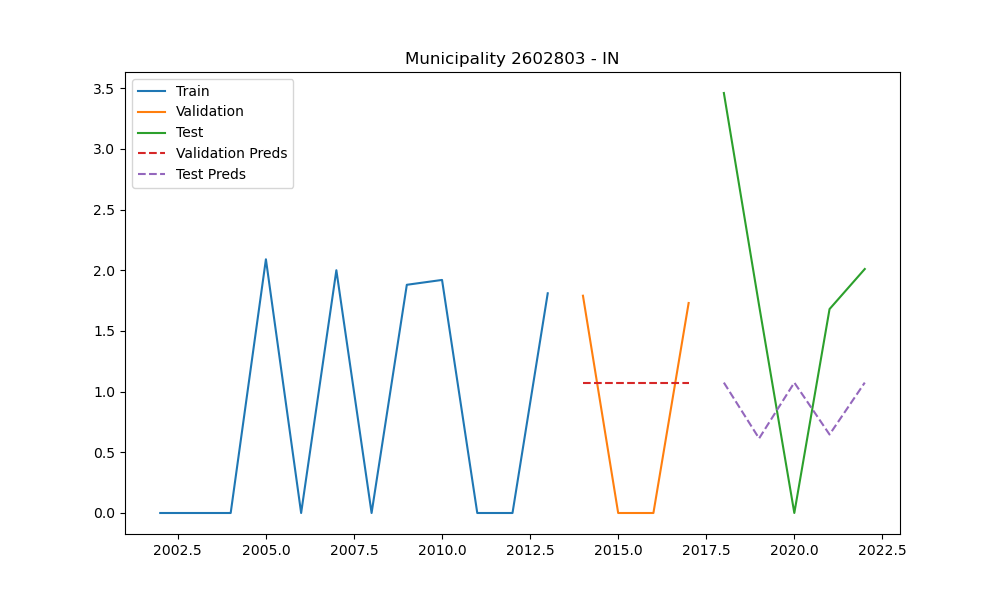 Municipality 2602803 - IN
Train
Validation
Test
Validation Preds
Test Preds
3.5
3.0
2.5
2.0
1.5
1.0
0.5
0.0
2002.5 2005.0 2007.5 2010.0 2012.5 2015.0 2017.5 2020.0 2022.5